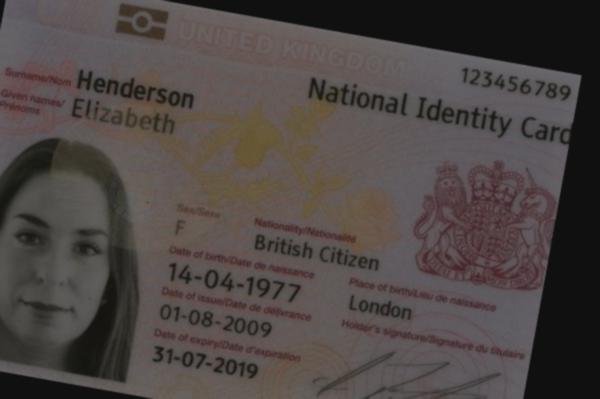 UNITED KINGDOM
123456789
National Identity Card
Surname/Nom Henderson
Given names/Prénoms Elizabeth
Sex/Sexe
F
Nationality/Nationalité
British Citizen
Date of birth/Date de naissance
14-04-1977
Place of birth/Lieu de naissance
London
Date of issue/Date de délivrance
01-08-2009
Holder's signature/Signature du titulaire
Date of expiry/Date d'expiration
31-07-2019